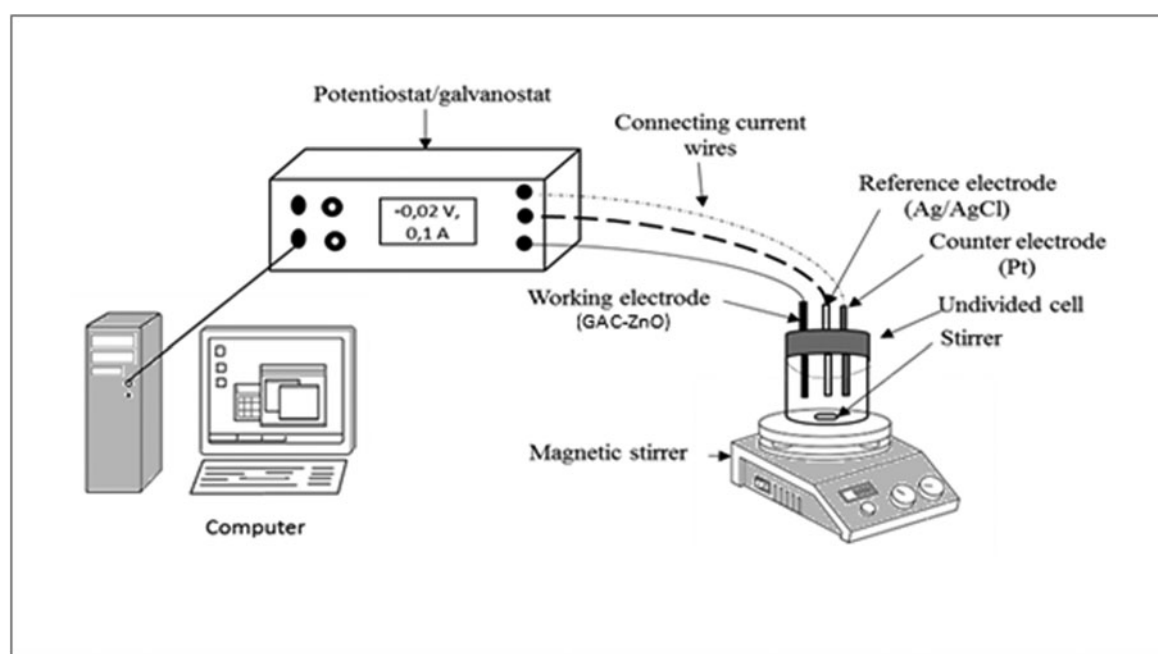 Potentiostat/galvanostat
Connecting current
wires
-0,02 V,
0,1 A
Reference electrode
(Ag/AgCl)
Counter electrode
(Pt)
Working electrode
(GAC-ZnO)
Undivided cell
Stirrer
Magnetic stirrer
Computer